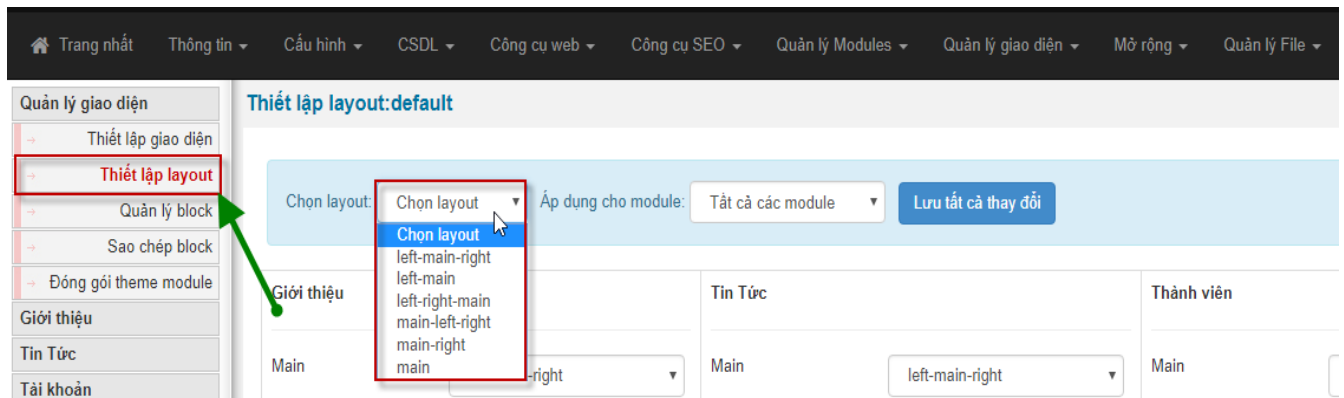 Trang nhất Thông tin Cấu hình CSDL Công cụ web Công cụ SEO Quản lý Modules Quản lý giao diện Mở rộng Quản lý File
Quản lý giao diện
Thiết lập giao diện
Thiết lập layout
Quản lý block
Sao chép block
Đóng gói theme module
Giới thiệu
Tin Tức
Tài khoản
Thiết lập layout:default
Chọn layout: Chọn layout Áp dụng cho module: Tất cả các module Lưu tất cả thay đổi
Chọn layout
left-main-right
left-main
left-right-main
main-left-right
main-right
main
Giới thiệu Tin Tức Thành viên
Main -right Main left-main-right Main